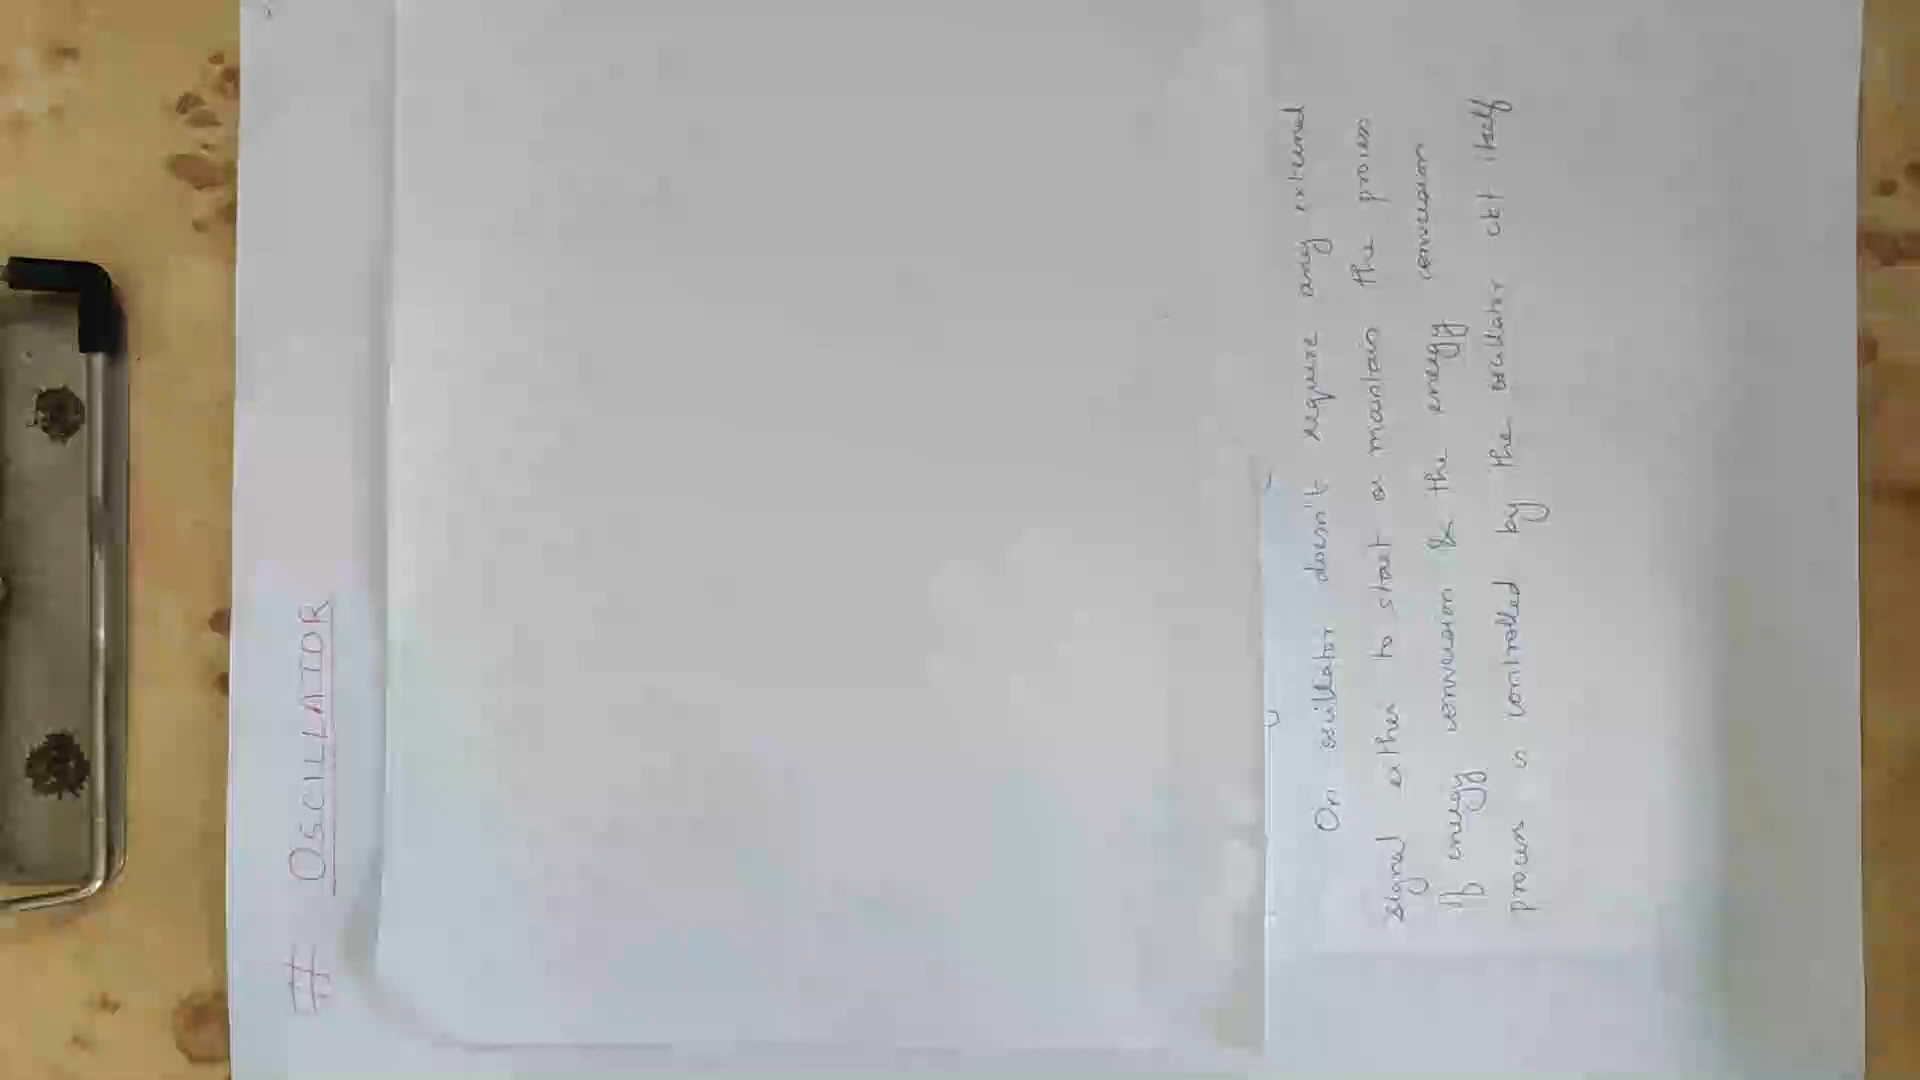 # OSCILLATOR
On oscillator doesn't require any external
signal either to start or maintain the process
of energy conversion & the energy conversion
process is controlled by the oscillator ckt itself